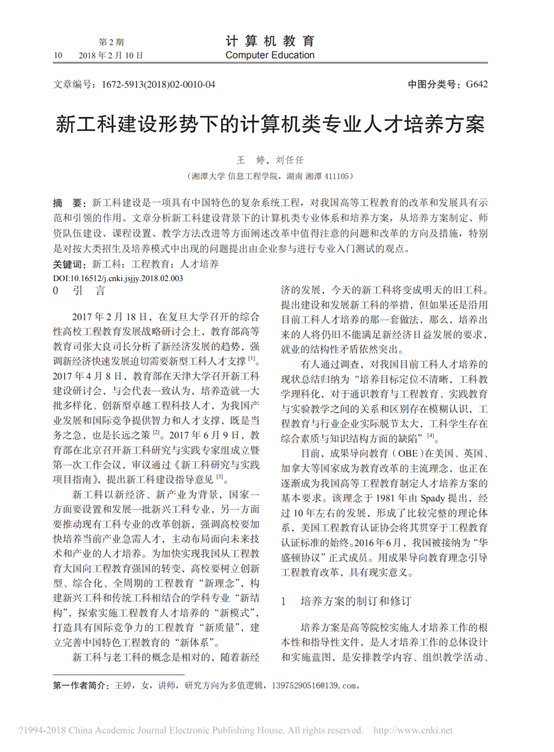 第 2 期
计 算 机 教 育
10 2018 年 2 月 10 日
Computer Education
文章编号：1672-5913(2018)02-0010-04
中图分类号：G642
新工科建设形势下的计算机类专业人才培养方案
王 婷，刘任任
（湘潭大学 信息工程学院，湖南 湘潭 411105）
摘 要：新工科建设是一项具有中国特色的复杂系统工程，对我国高等工程教育的改革和发展具有示
范和引领的作用。文章分析新工科建设背景下的计算机类专业体系和培养方案，从培养方案制定、师
资队伍建设、课程设置、教学方法改进等方面阐述改革中值得注意的问题和改革的方向及措施，特别
是对按大类招生及培养模式中出现的问题提出由企业参与进行专业入门测试的观点。
关键词：新工科；工程教育；人才培养
DOI:10.16512/j.cnki.jsjjy.2018.02.003
0 引 言
2017 年 2 月 18 日，在复旦大学召开的综合
性高校工程教育发展战略研讨会上，教育部高等
教育司张大良司长分析了新经济发展的趋势，强
调新经济快速发展迫切需要新型工科人才支撑 [1]。
2017 年 4 月 8 日，教育部在天津大学召开新工科
建设研讨会，与会代表一致认为，培养造就一大
批多样化、创新型卓越工程科技人才，为我国产
业发展和国际竞争提供智力和人才支撑，既是当
务之急，也是长远之策 [2]。2017 年 6 月 9 日，教
育部在北京召开新工科研究与实践专家组成立暨
第一次工作会议，审议通过《新工科研究与实践
项目指南》，提出新工科建设指导意见 [3]。
新工科以新经济、新产业为背景，国家一
方面要设置和发展一批新兴工科专业，另一方面
要推动现有工科专业的改革创新，强调高校要加
快培养当前产业急需人才，主动布局面向未来技
术和产业的人才培养。为加快实现我国从工程教
育大国向工程教育强国的转变，高校要树立创新
型、综合化、全周期的工程教育“新理念”，构
建新兴工科和传统工科相结合的学科专业“新结
构”，探索实施工程教育人才培养的“新模式”，
打造具有国际竞争力的工程教育“新质量”，建
立完善中国特色工程教育的“新体系”。
新工科与老工科的概念是相对的，随着新经
济的发展，今天的新工科将变成明天的旧工科。
提出建设和发展新工科的举措，但如果还是沿用
目前工科人才培养的那一套做法，那么，培养出
来的人将仍旧不能满足新经济日益发展的要求，
就业的结构性矛盾依然突出。
有人通过调查，对我国目前工科人才培养的
现状总结归纳为“培养目标定位不清晰，工科教
学理科化，对于通识教育与工程教育、实践教育
与实验教学之间的关系和区别存在模糊认识，工
程教育与行业企业实际脱节太大，工科学生存在
综合素质与知识结构方面的缺陷” [4]。
目前，成果导向教育（OBE）在美国、英国、
加拿大等国家成为教育改革的主流理念，也正在
逐渐成为我国高等工程教育制定人才培养方案的
基本要求。该理念于 1981 年由 Spady 提出，经
过 10 年左右的发展，形成了比较完整的理论体
系，美国工程教育认证协会将其贯穿于工程教育
认证标准的始终。2016年6月，我国被接纳为“华
盛顿协议”正式成员。用成果导向教育理念引导
工程教育改革，具有现实意义。
1 培养方案的制订和修订
培养方案是高等院校实施人才培养工作的根
本性和指导性文件，是人才培养工作的总体设计
和实施蓝图，是安排教学内容、组织教学活动、
第一作者简介：王婷，女，讲师，研究方向为多值逻辑，13975290516@139.com。
?1994-2018 China Academic Journal Electronic Publishing House. All rights reserved. http://www.cnki.net